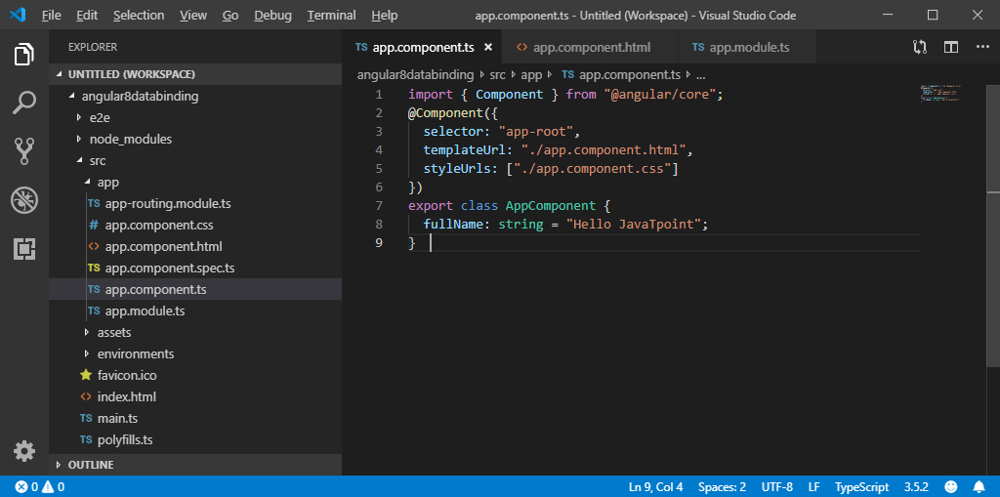 File Edit Selection View Go Debug Terminal Help app.component.ts - Untitled (Workspace) - Visual Studio Code
EXPLORER
UNTITLED (WORKSPACE)
angular8databinding
e2e
node_modules
src
app
TS app-routing.module.ts
# app.component.css
<> app.component.html
TS app.component.spec.ts
TS app.component.ts
TS app.module.ts
assets
environments
favicon.ico
<> index.html
TS main.ts
TS polyfills.ts
OUTLINE
TS app.component.ts × <> app.component.html TS app.module.ts ...
angular8databinding ▸ src ▸ app ▸ TS app.component.ts ▸ ...
1 import { Component } from "@angular/core";
2 @Component({
3 selector: "app-root",
4 templateUrl: "./app.component.html",
5 styleUrls: ["./app.component.css"]
6 })
7 export class AppComponent {
8 fullName: string = "Hello JavaTpoint";
9 }
0 0 Ln 9, Col 4 Spaces: 2 UTF-8 LF TypeScript 3.5.2